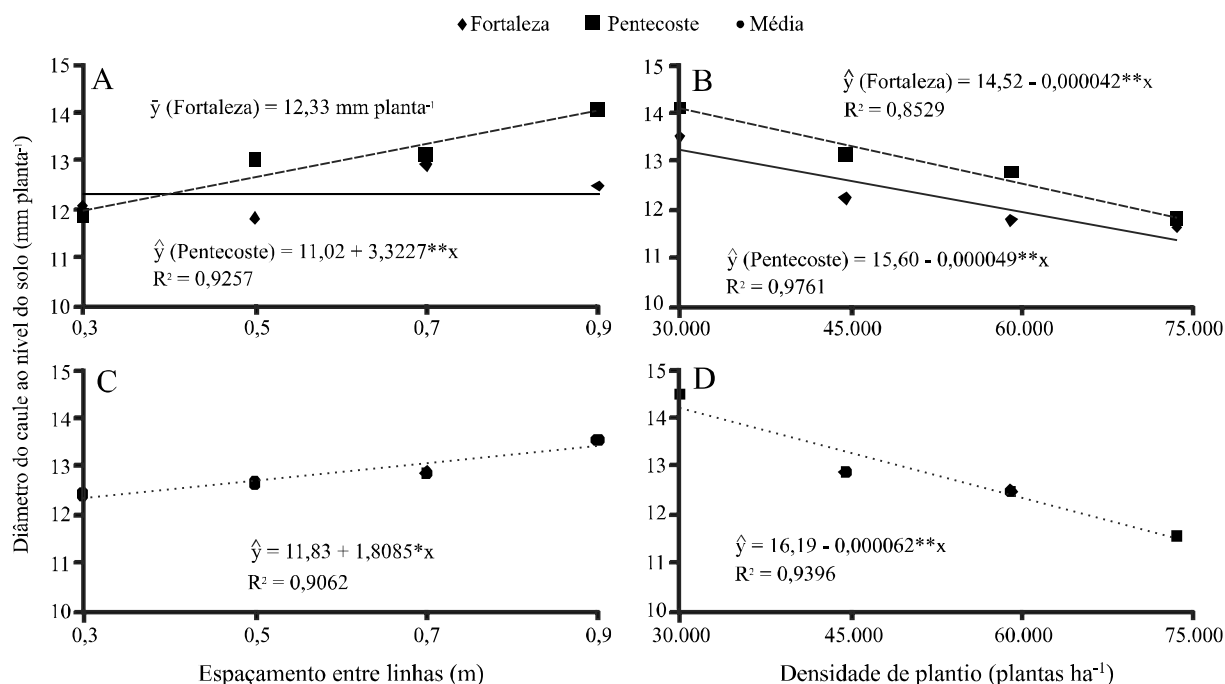 Fortaleza Pentecoste Média
Diâmetro do caule ao nível do solo (mm planta⁻¹)
A
15
14
13
12
11
10
ȳ (Fortaleza) = 12,33 mm planta⁻¹
ŷ (Pentecoste) = 11,02 + 3,3227**x
R² = 0,9257
0,3 0,5 0,7 0,9
B
15
14
13
12
11
10
ŷ (Fortaleza) = 14,52 - 0,000042**x
R² = 0,8529
ŷ (Pentecoste) = 15,60 - 0,000049**x
R² = 0,9761
30.000 45.000 60.000 75.000
C
15
14
13
12
11
10
ŷ = 11,83 + 1,8085*x
R² = 0,9062
0,3 0,5 0,7 0,9
Espaçamento entre linhas (m)
D
15
14
13
12
11
10
ŷ = 16,19 - 0,000062**x
R² = 0,9396
30.000 45.000 60.000 75.000
Densidade de plantio (plantas ha⁻¹)